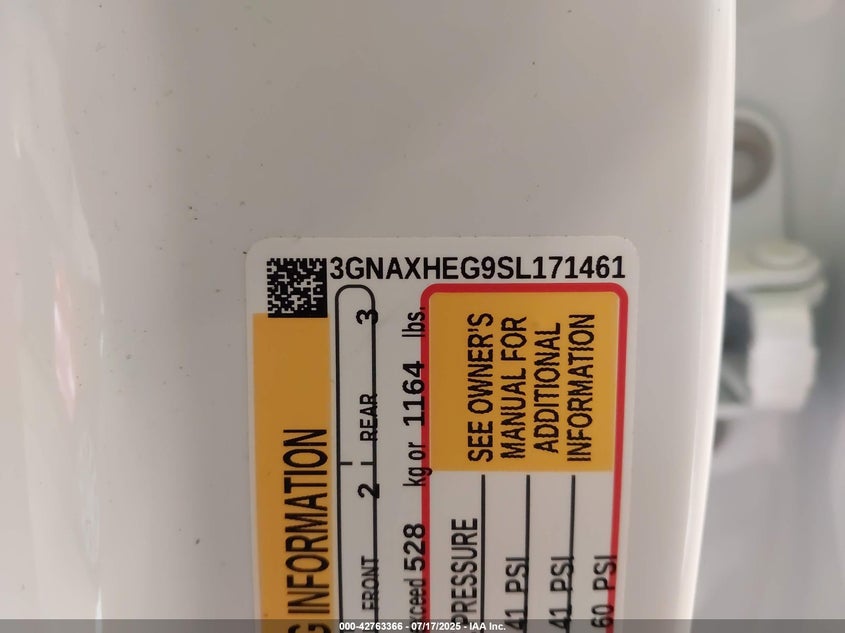 3GNAXHEG9SL171461
G INFORMATION
FRONT 2 REAR 3
xceed 528 kg or 1164 lbs.
PRESSURE
41 PSI
41 PSI
60 PSI
SEE OWNER'S
MANUAL FOR
ADDITIONAL
INFORMATION
000-42763366 - 07/17/2025 - IAA Inc.